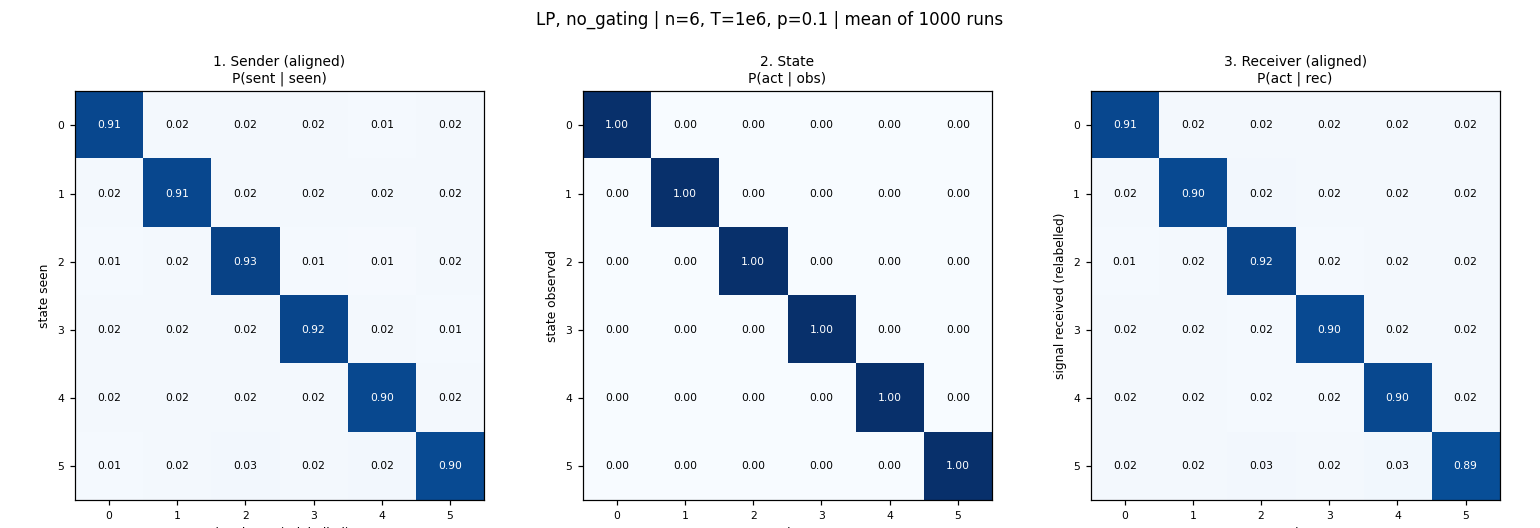 LP, no_gating | n=6, T=1e6, p=0.1 | mean of 1000 runs
1. Sender (aligned)
P(sent | seen)
state seen
0 0.91 0.02 0.02 0.02 0.01 0.02
1 0.02 0.91 0.02 0.02 0.02 0.02
2 0.01 0.02 0.93 0.01 0.01 0.02
3 0.02 0.02 0.02 0.92 0.02 0.01
4 0.02 0.02 0.02 0.02 0.90 0.02
5 0.01 0.02 0.03 0.02 0.02 0.90
0 1 2 3 4 5
2. State
P(act | obs)
state observed
0 1.00 0.00 0.00 0.00 0.00 0.00
1 0.00 1.00 0.00 0.00 0.00 0.00
2 0.00 0.00 1.00 0.00 0.00 0.00
3 0.00 0.00 0.00 1.00 0.00 0.00
4 0.00 0.00 0.00 0.00 1.00 0.00
5 0.00 0.00 0.00 0.00 0.00 1.00
0 1 2 3 4 5
3. Receiver (aligned)
P(act | rec)
signal received (relabelled)
0 0.91 0.02 0.02 0.02 0.02 0.02
1 0.02 0.90 0.02 0.02 0.02 0.02
2 0.01 0.02 0.92 0.02 0.02 0.02
3 0.02 0.02 0.02 0.90 0.02 0.02
4 0.02 0.02 0.02 0.02 0.90 0.02
5 0.02 0.02 0.03 0.02 0.03 0.89
0 1 2 3 4 5